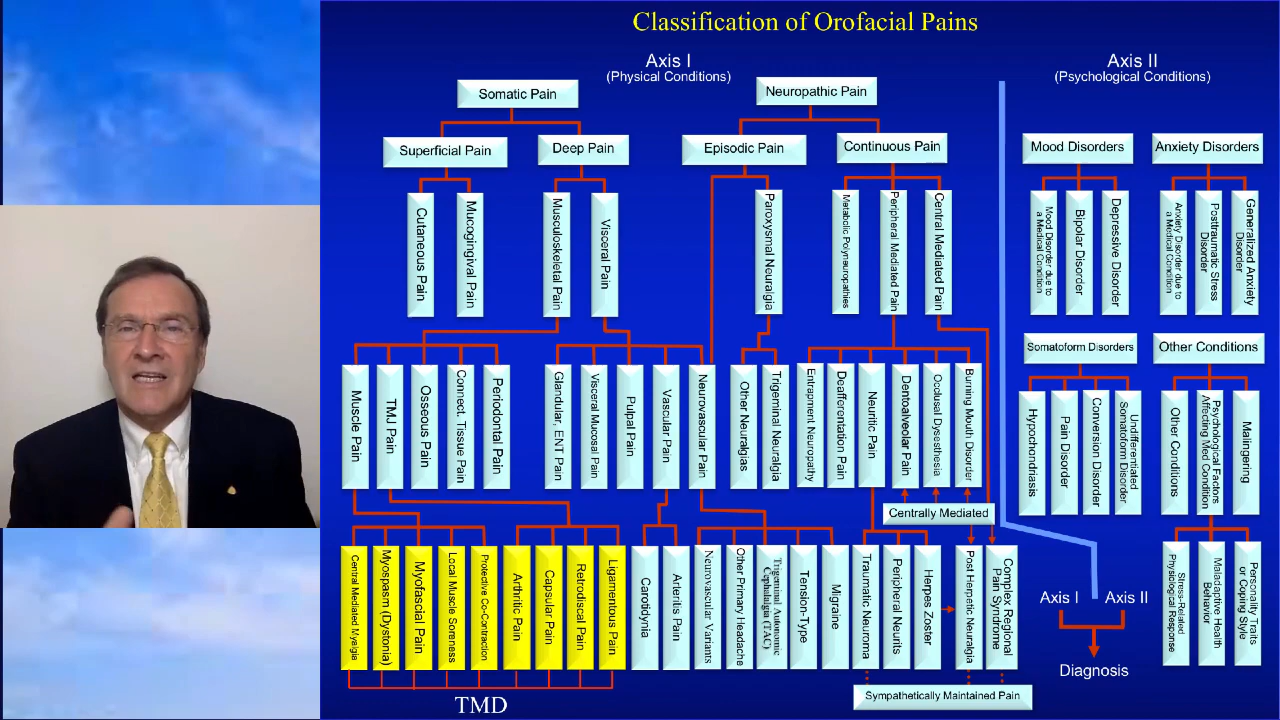 Classification of Orofacial Pains
Axis I
(Physical Conditions)
Axis II
(Psychological Conditions)
Somatic Pain
Neuropathic Pain
Superficial Pain
Deep Pain
Episodic Pain
Continuous Pain
Mood Disorders
Anxiety Disorders
Cutaneous Pain
Mucogingival Pain
Musculoskeletal Pain
Visceral Pain
Paroxysmal Neuralgia
Metabolic Polyneuropathies
Peripheral Mediated Pain
Central Mediated Pain
Mood Disorder due to
a Medical Condition
Bipolar Disorder
Depressive Disorder
Anxiety Disorder due to
a Medical Condition
Posttraumatic Stress
Disorder
Generalized Anxiety
Disorder
Somatoform Disorders
Other Conditions
Muscle Pain
TMJ Pain
Osseous Pain
Connect. Tissue Pain
Periodontal Pain
Glandular, ENT Pain
Visceral Mucosal Pain
Pulpal Pain
Vascular Pain
Neurovascular Pain
Other Neuralgias
Trigeminal Neuralgia
Entrapment Neuropathy
Deafferentation Pain
Neuritic Pain
Dentoalveolar Pain
Occlusal Dysesthesia
Burning Mouth Disorder
Hypochondriasis
Pain Disorder
Conversion Disorder
Undifferentiated
Somatoform Disorder
Other Conditions
Psychological Factors
Affecting Med Condition
Malingering
Centrally Mediated
Central Mediated Myalgia
Myospasm (Dystonia)
Myofascial Pain
Local Muscle Soreness
Protective Co-Contraction
Arthritic Pain
Capsular Pain
Retrodiscal Pain
Ligamentous Pain
Carotidynia
Arteritis Pain
Neurovascular Variants
Other Primary Headache
Trigeminal Autonomic
Cephalalgia (TAC)
Tension-Type
Migraine
Traumatic Neuroma
Peripheral Neuritis
Herpes Zoster
Post Herpetic Neuralgia
Complex Regional
Pain Syndrome
Stress-Related
Physiological Response
Maladaptive Health
Behavior
Personality Traits
or Coping Style
Axis I
Axis II
Diagnosis
TMD
Sympathetically Maintained Pain